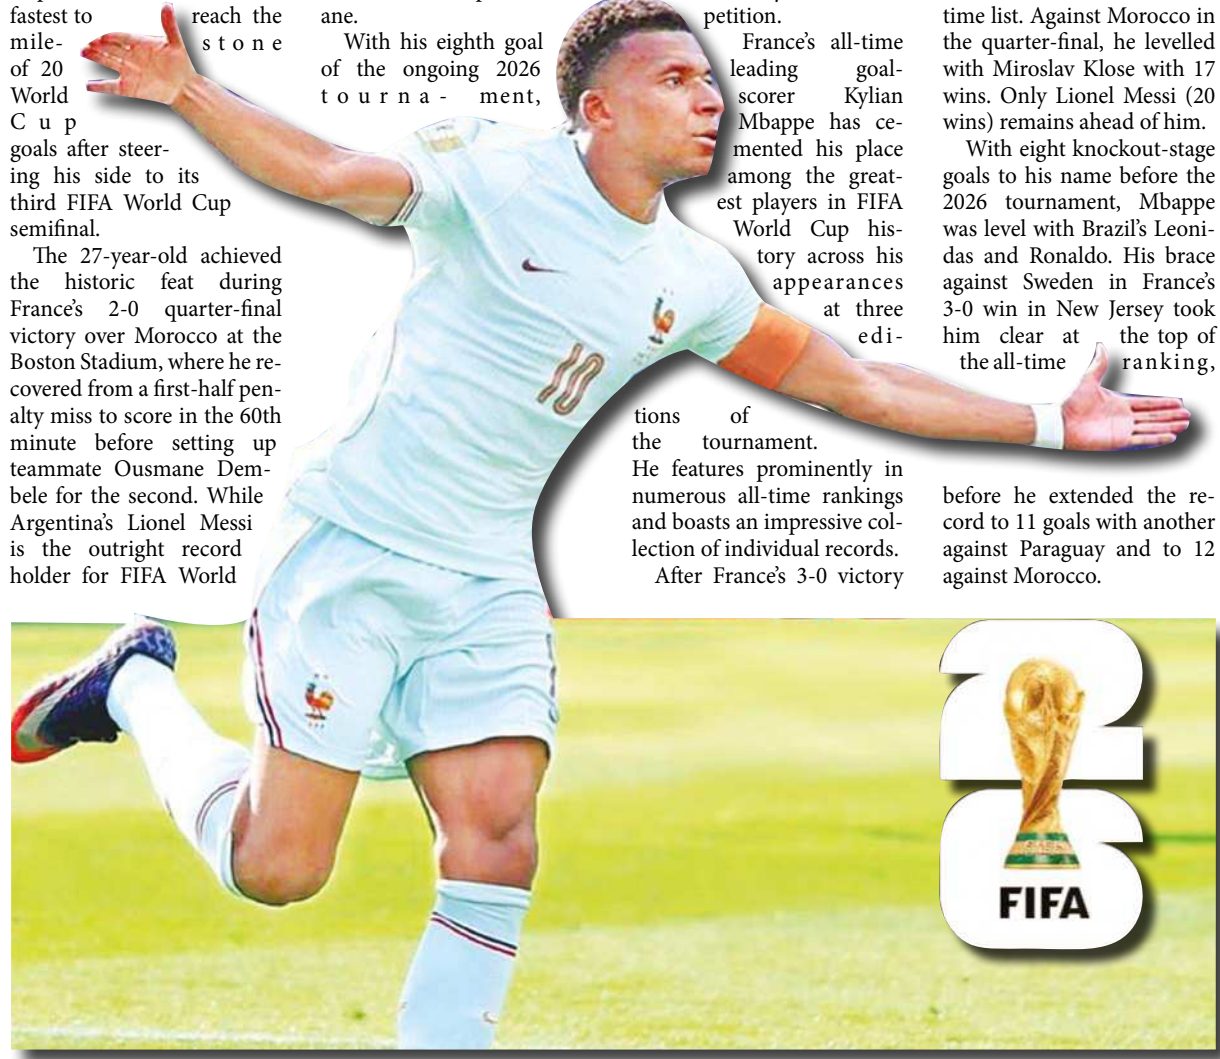 fastest to reach the
mile- stone
of 20
World
Cup
goals after steer-
ing his side to its
third FIFA World Cup
semifinal.
The 27-year-old achieved
the historic feat during
France's 2-0 quarter-final
victory over Morocco at the
Boston Stadium, where he re-
covered from a first-half pen-
alty miss to score in the 60th
minute before setting up
teammate Ousmane Dem-
bele for the second. While
Argentina's Lionel Messi
is the outright record
holder for FIFA World
ane.
With his eighth goal
of the ongoing 2026
tourna- ment,
petition.
France's all-time
leading goal-
scorer Kylian
Mbappe has ce-
mented his place
among the great-
est players in FIFA
World Cup his-
tory across his
appearances
at three
edi-
tions of
the tournament.
He features prominently in
numerous all-time rankings
and boasts an impressive col-
lection of individual records.
After France's 3-0 victory
time list. Against Morocco in
the quarter-final, he levelled
with Miroslav Klose with 17
wins. Only Lionel Messi (20
wins) remains ahead of him.
With eight knockout-stage
goals to his name before the
2026 tournament, Mbappe
was level with Brazil's Leoni-
das and Ronaldo. His brace
against Sweden in France's
3-0 win in New Jersey took
him clear at the top of
the all-time ranking,
before he extended the re-
cord to 11 goals with another
against Paraguay and to 12
against Morocco.
10
26
FIFA